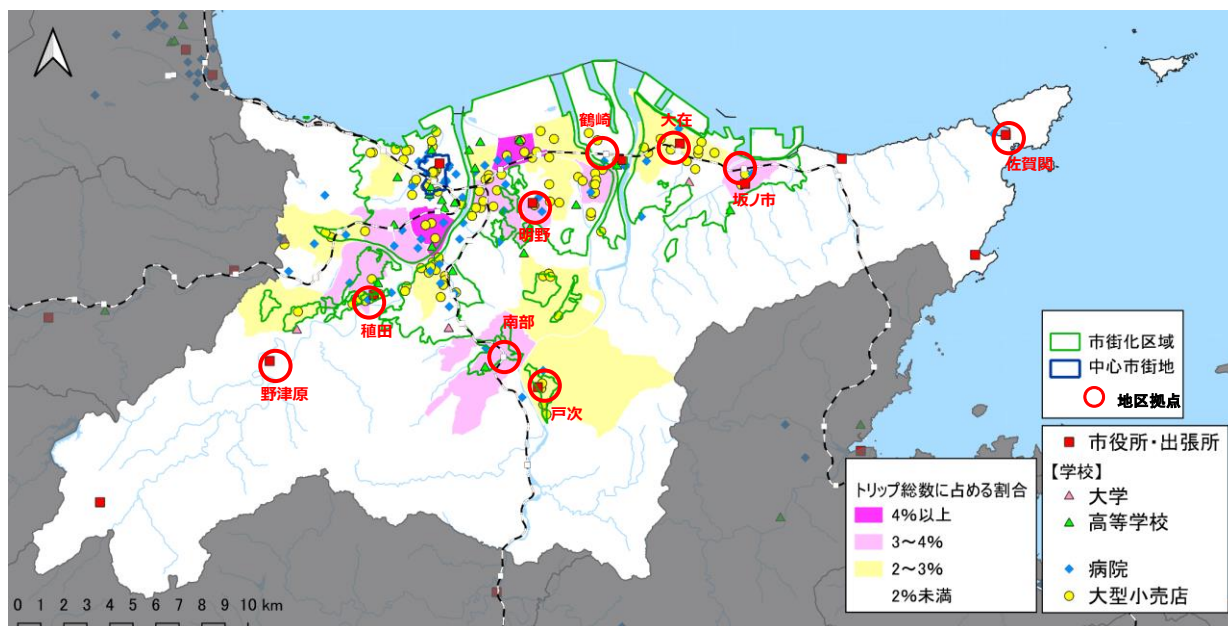 鶴崎
大在
佐賀関
坂ノ市
明野
稙田
南部
野津原
戸次
市街化区域
中心市街地
地区拠点
市役所・出張所
【学校】
大学
高等学校
病院
大型小売店
トリップ総数に占める割合
4%以上
3～4%
2～3%
2%未満
0 1 2 3 4 5 6 7 8 9 10 km